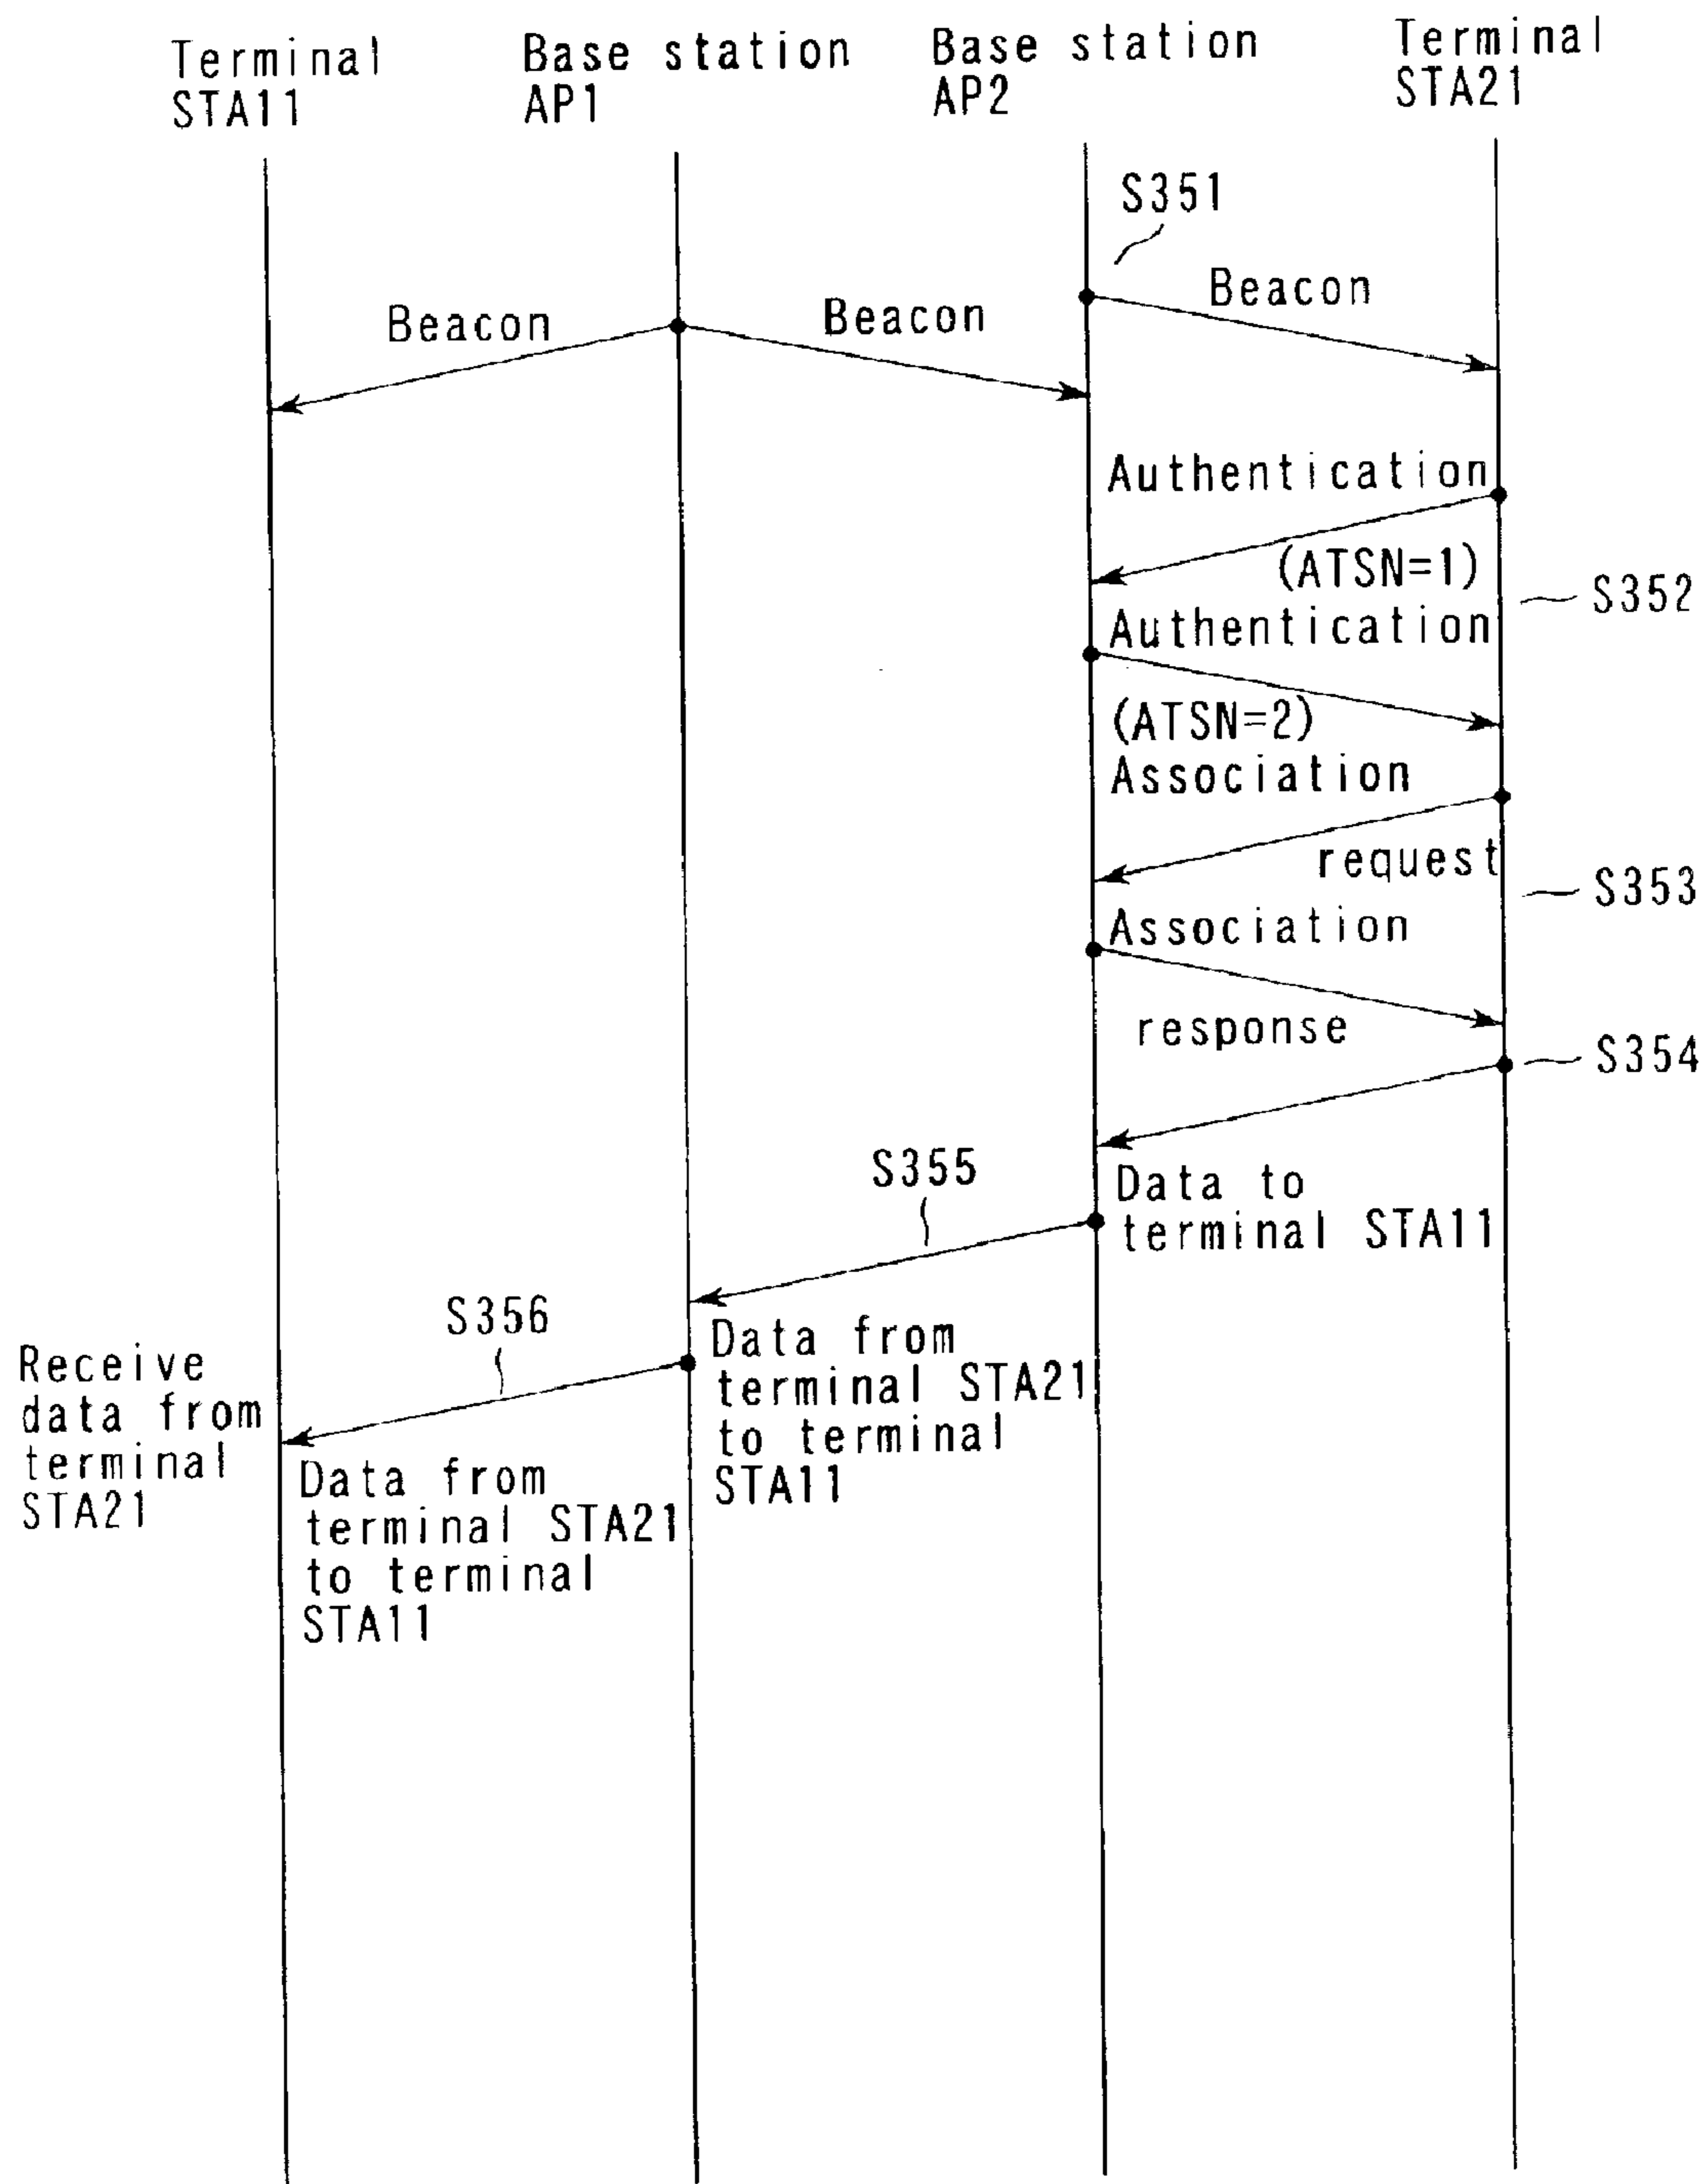 Terminal
STA11
Base station
AP1
Base station
AP2
Terminal
STA21
S351
Beacon
Beacon
Beacon
Authentication
(ATSN=1)
S352
Authentication
(ATSN=2)
Association
request
S353
Association
response
S354
Data to
terminal STA11
S355
Data from
terminal STA21
to terminal
STA11
S356
Receive
data from
terminal
STA21
Data from
terminal STA21
to terminal
STA11